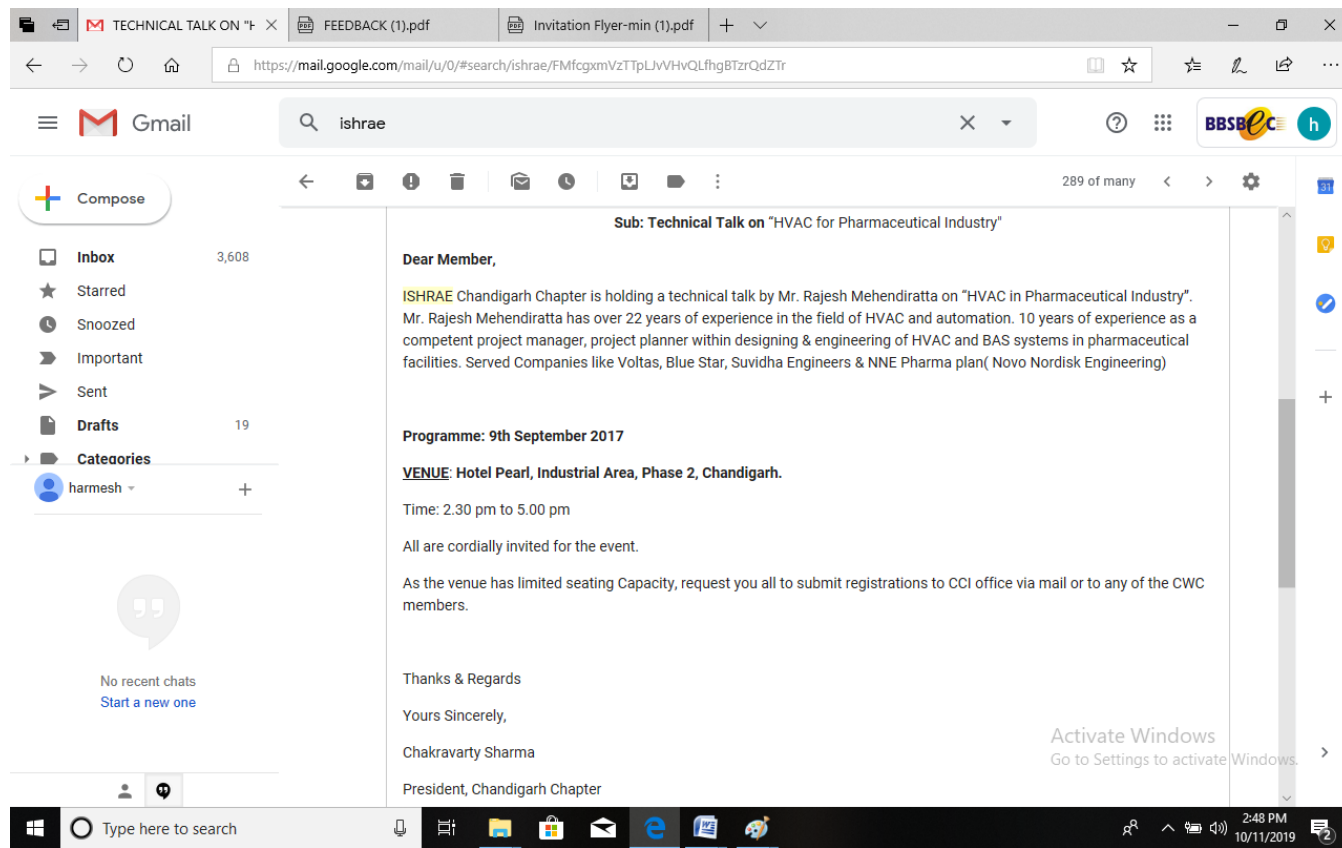 TECHNICAL TALK ON "H
FEEDBACK (1).pdf
Invitation Flyer-min (1).pdf
https://mail.google.com/mail/u/0/#search/ishrae/FMfcgxmVzTTpLJvVHvQLfhgBTzrQdZTr
Gmail
ishrae
BBSBeCE
h
Compose
289 of many
31
Inbox 3,608
Starred
Snoozed
Important
Sent
Drafts 19
Categories
harmesh
No recent chats
Start a new one
Sub: Technical Talk on "HVAC for Pharmaceutical Industry"
Dear Member,
ISHRAE Chandigarh Chapter is holding a technical talk by Mr. Rajesh Mehendiratta on "HVAC in Pharmaceutical Industry".
Mr. Rajesh Mehendiratta has over 22 years of experience in the field of HVAC and automation. 10 years of experience as a
competent project manager, project planner within designing & engineering of HVAC and BAS systems in pharmaceutical
facilities. Served Companies like Voltas, Blue Star, Suvidha Engineers & NNE Pharma plan( Novo Nordisk Engineering)
Programme: 9th September 2017
VENUE: Hotel Pearl, Industrial Area, Phase 2, Chandigarh.
Time: 2.30 pm to 5.00 pm
All are cordially invited for the event.
As the venue has limited seating Capacity, request you all to submit registrations to CCI office via mail or to any of the CWC
members.
Thanks & Regards
Yours Sincerely,
Chakravarty Sharma
President, Chandigarh Chapter
Activate Windows
Go to Settings to activate Windows.
Type here to search
2:48 PM
10/11/2019
2